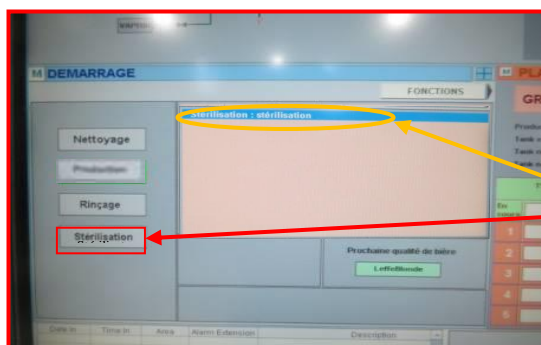 M DEMARRAGE
FONCTIONS
Stérilisation : stérilisation
Nettoyage
Production
Rinçage
Stérilisation
Prochaine qualité de bière
LeffeBlonde
M PLA
GR
1
2
3
4
5
Date In Time In Area Alarm Extension Description